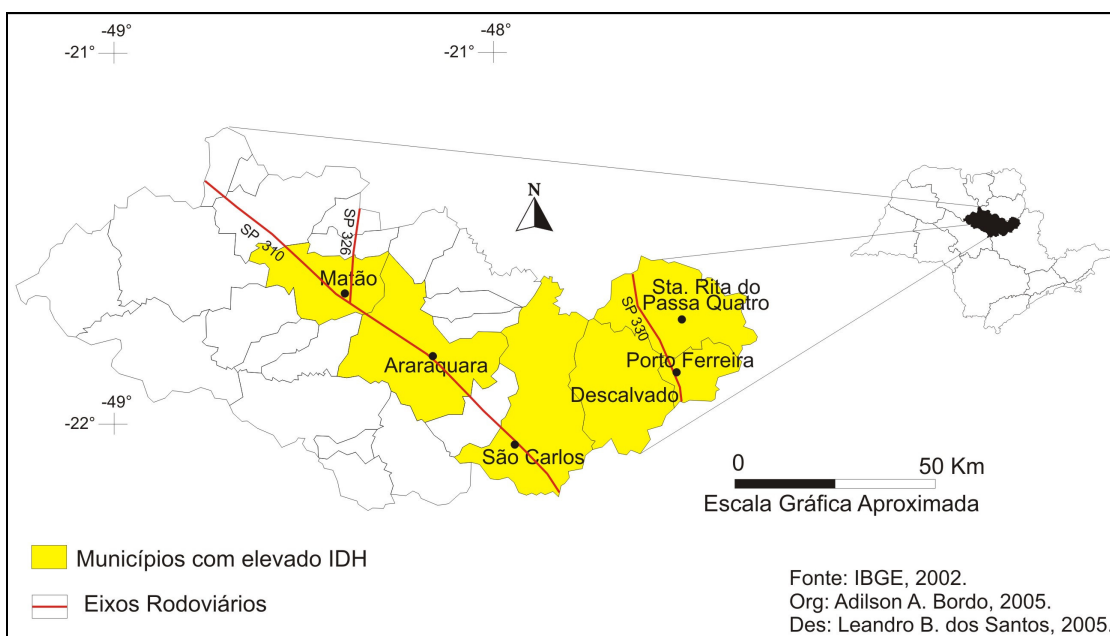 -49°
-21°
-48°
-21°
N
SP 310
SP 326
Matão
Sta. Rita do
Passa Quatro
SP 330
Araraquara
Porto Ferreira
Descalvado
-49°
-22°
São Carlos
0 50 Km
Escala Gráfica Aproximada
Municípios com elevado IDH
Eixos Rodoviários
Fonte: IBGE, 2002.
Org: Adilson A. Bordo, 2005.
Des: Leandro B. dos Santos, 2005.